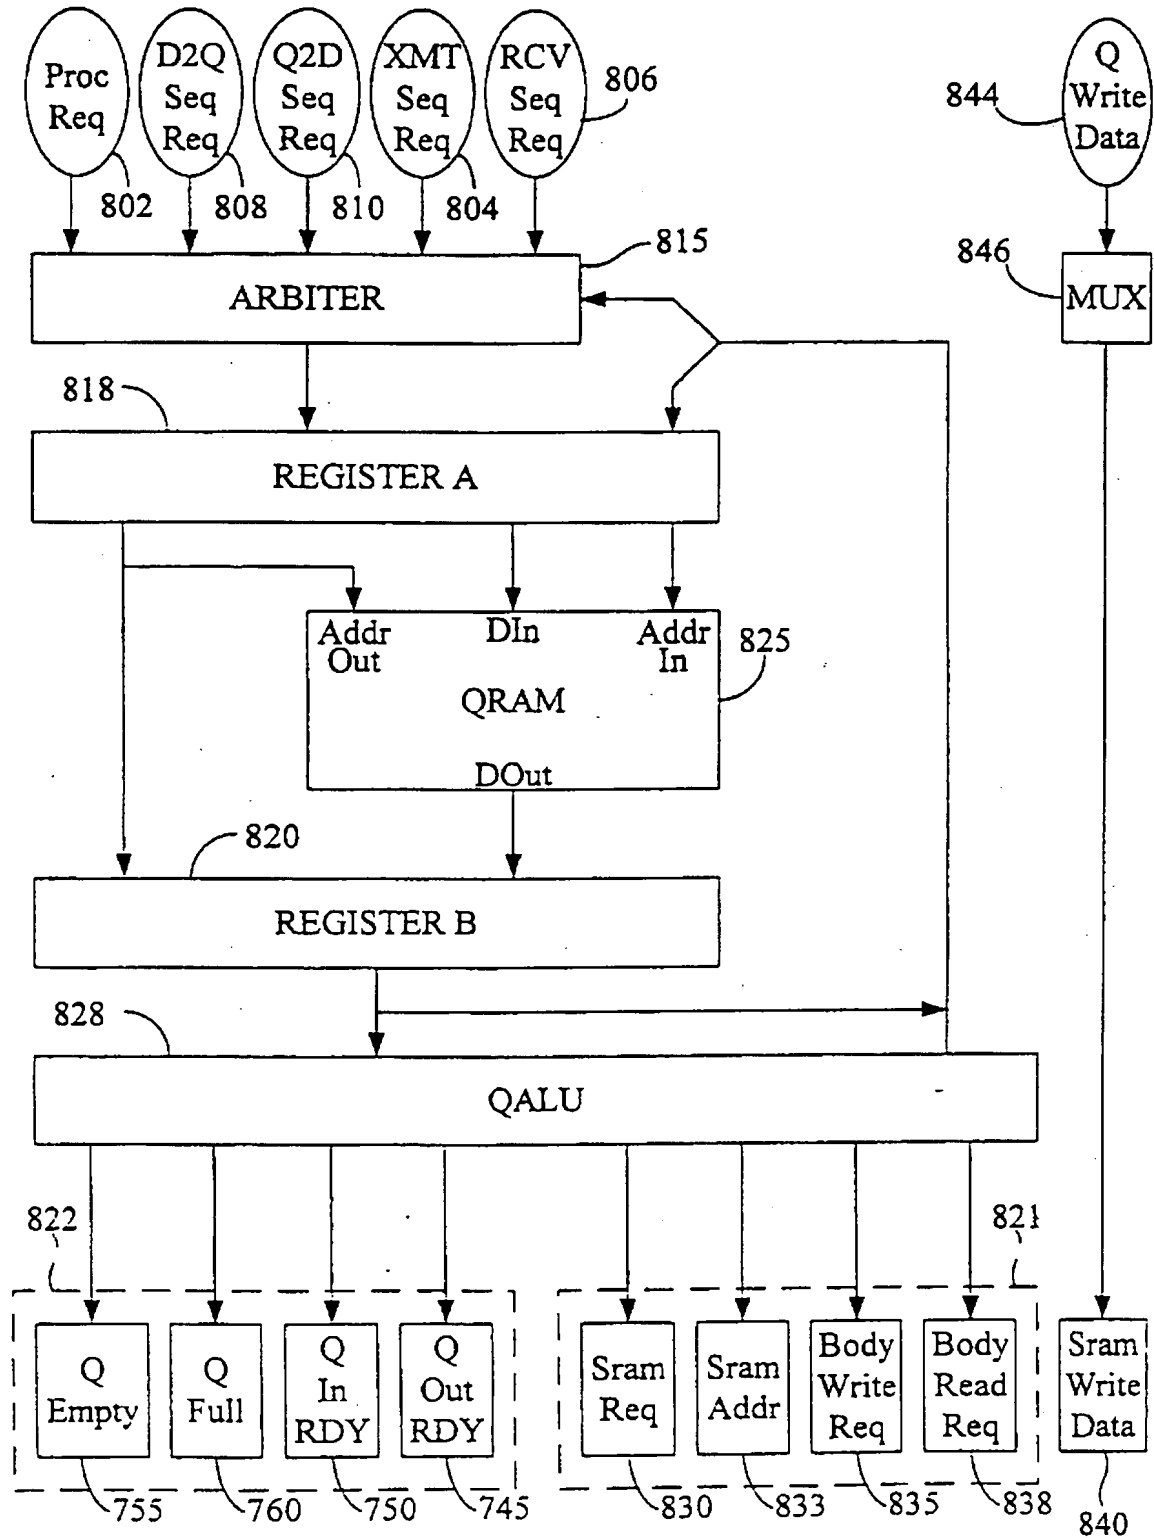 Proc
Req
D2Q
Seq
Req
Q2D
Seq
Req
XMT
Seq
Req
RCV
Seq
Req
806
844
Q
Write
Data
802
808
810
804
815
846
ARBITER
MUX
818
REGISTER A
Addr
Out
DIn
Addr
In
825
QRAM
DOut
820
REGISTER B
828
QALU
822
821
Q
Empty
Q
Full
Q
In
RDY
Q
Out
RDY
Sram
Req
Sram
Addr
Body
Write
Req
Body
Read
Req
Sram
Write
Data
755
760
750
745
830
833
835
838
840